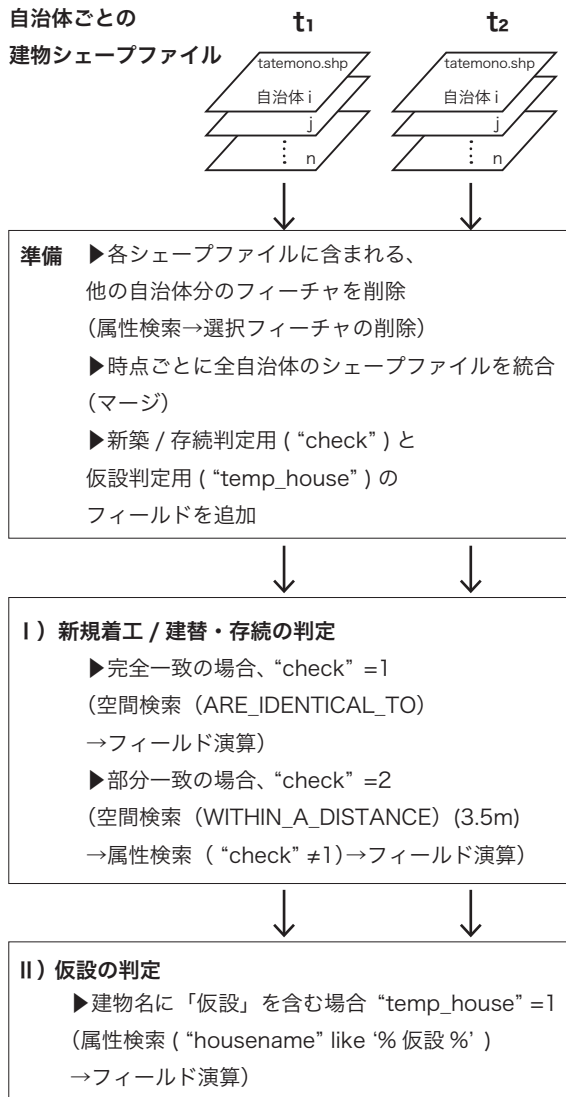 自治体ごとの
建物シェープファイル
t₁
t₂
tatemono.shp
自治体 i
j
n
tatemono.shp
自治体 i
j
n
準備 ▶各シェープファイルに含まれる、
他の自治体分のフィーチャを削除
(属性検索→選択フィーチャの削除)
▶時点ごとに全自治体のシェープファイルを統合
(マージ)
▶新築 / 存続判定用 ( “check” ) と
仮設判定用 ( “temp_house” ) の
フィールドを追加
Ⅰ）新規着工 / 建替・存続の判定
▶完全一致の場合、“check” =1
(空間検索（ARE_IDENTICAL_TO）
→フィールド演算）
▶部分一致の場合、“check” =2
(空間検索（WITHIN_A_DISTANCE）(3.5m)
→属性検索（ “check” ≠1)→フィールド演算）
Ⅱ）仮設の判定
▶建物名に「仮設」を含む場合 “temp_house” =1
(属性検索 ( “housename” like ‘% 仮設 %’ )
→フィールド演算）